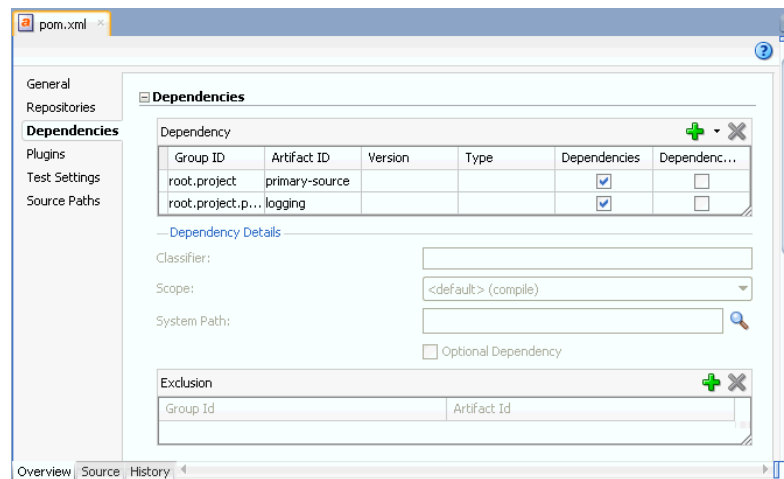 pom.xml
General
Repositories
Dependencies
Plugins
Test Settings
Source Paths
Dependencies
Dependency
Group ID Artifact ID Version Type Dependencies Dependenc...
root.project primary-source
root.project.p... logging
Dependency Details
Classifier:
Scope: <default> (compile)
System Path:
Optional Dependency
Exclusion
Group Id Artifact Id
Overview Source History